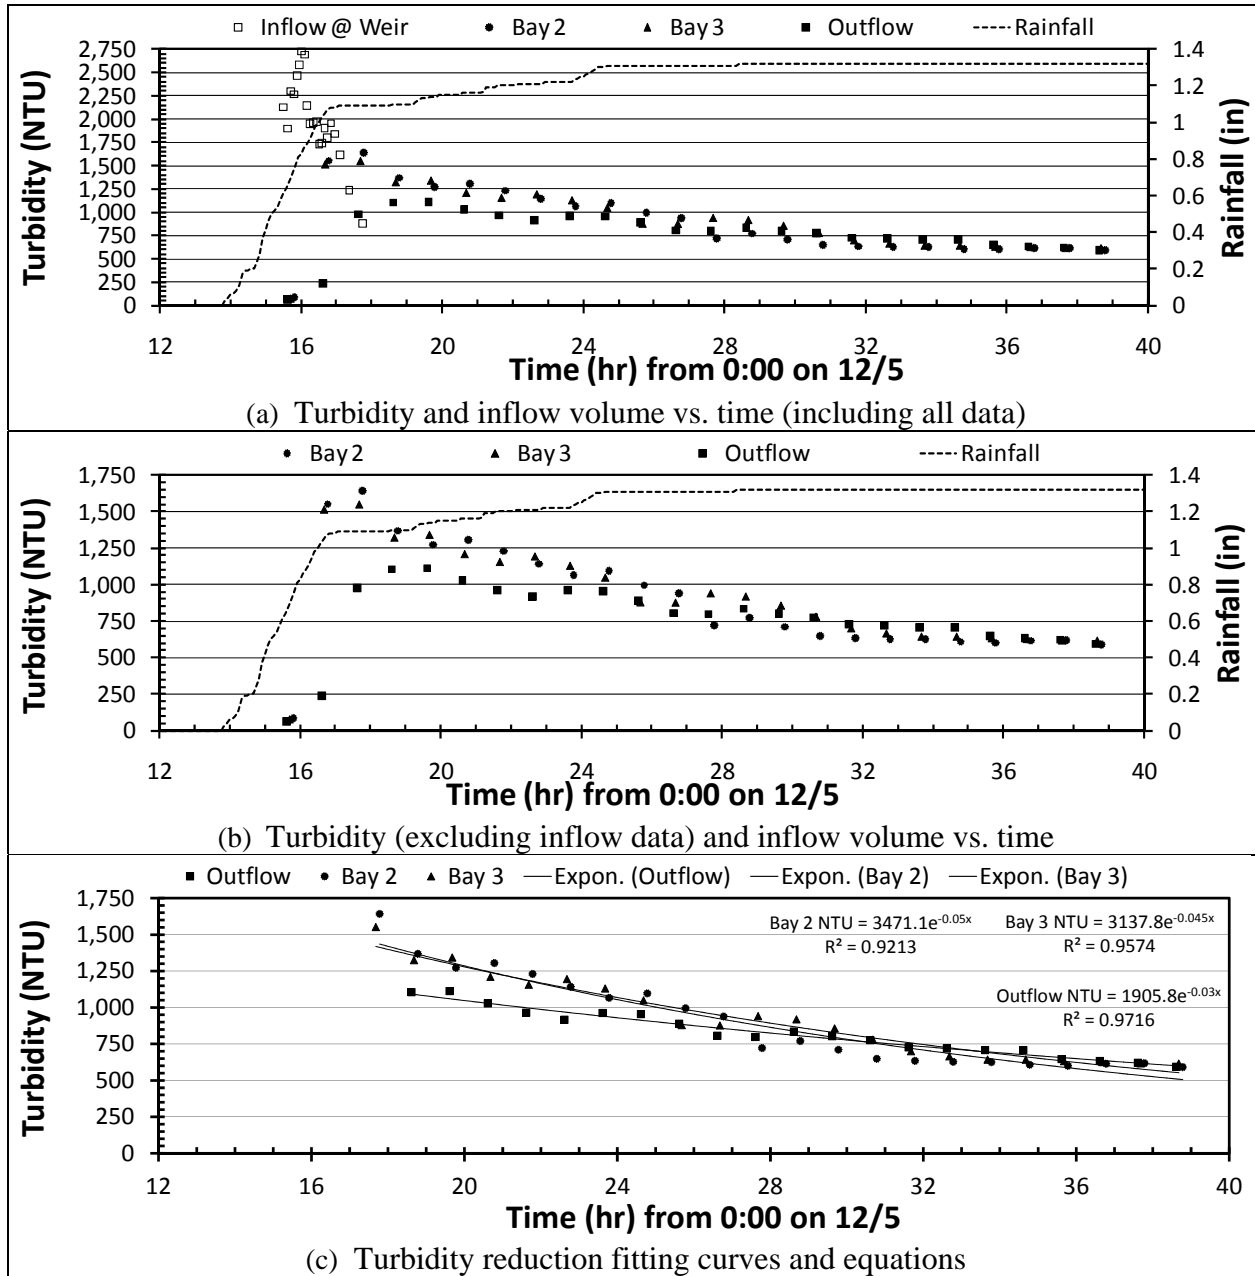 Inflow @ Weir Bay 2 Bay 3 Outflow Rainfall
Turbidity (NTU)
2,750
2,500
2,250
2,000
1,750
1,500
1,250
1,000
750
500
250
0
1.4
1.2
1
0.8
0.6
0.4
0.2
0
Rainfall (in)
12 16 20 24 28 32 36 40
Time (hr) from 0:00 on 12/5
(a) Turbidity and inflow volume vs. time (including all data)
Bay 2 Bay 3 Outflow Rainfall
Turbidity (NTU)
1,750
1,500
1,250
1,000
750
500
250
0
1.4
1.2
1
0.8
0.6
0.4
0.2
0
Rainfall (in)
12 16 20 24 28 32 36 40
Time (hr) from 0:00 on 12/5
(b) Turbidity (excluding inflow data) and inflow volume vs. time
Outflow Bay 2 Bay 3 Expon. (Outflow) Expon. (Bay 2) Expon. (Bay 3)
Turbidity (NTU)
1,750
1,500
1,250
1,000
750
500
250
0
Bay 2 NTU = 3471.1e^-0.05x
R² = 0.9213
Bay 3 NTU = 3137.8e^-0.045x
R² = 0.9574
Outflow NTU = 1905.8e^-0.03x
R² = 0.9716
12 16 20 24 28 32 36 40
Time (hr) from 0:00 on 12/5
(c) Turbidity reduction fitting curves and equations